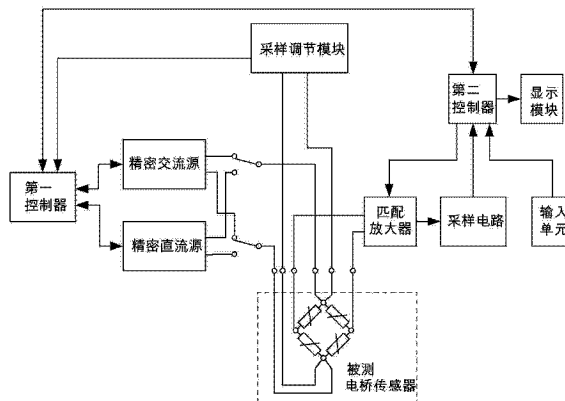 采样调节模块
第二
控制器
显示
模块
精密交流源
第一
控制器
精密直流源
匹配
放大器
采样电路
输入
单元
被测
电桥传感器